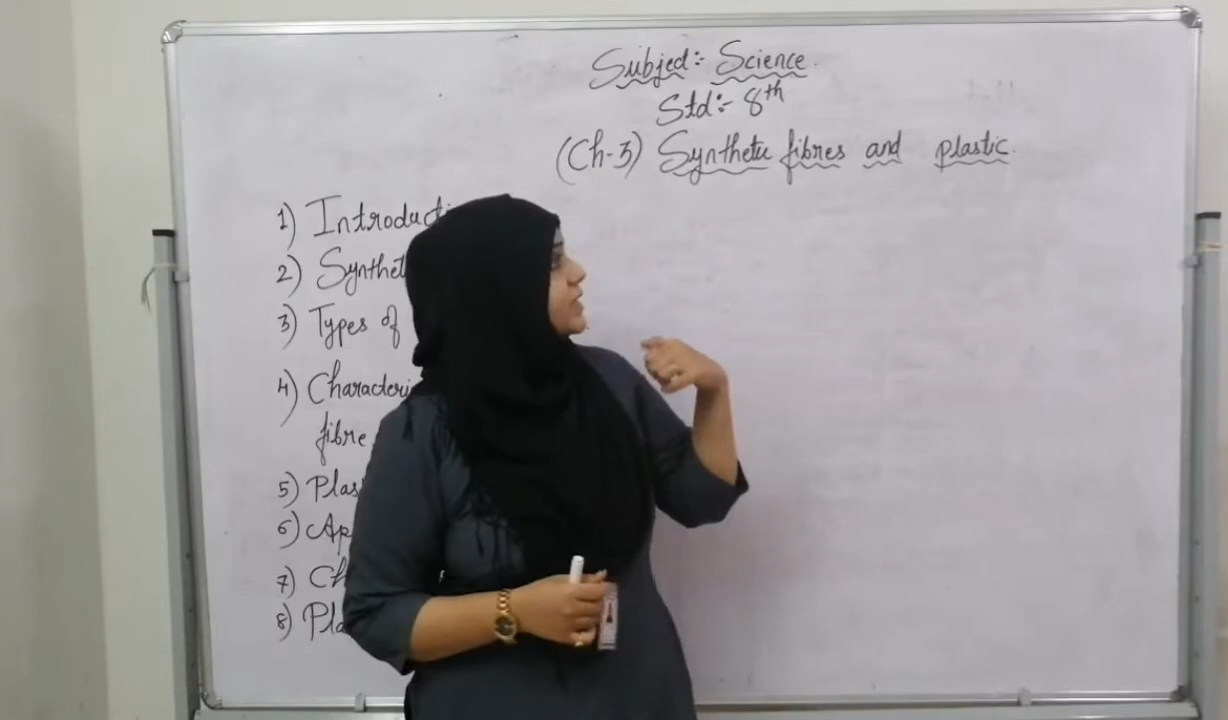 Subject:- Science.
Std:- 8th
(Ch-3) Synthetic fibres and plastic.
1) Introducti
2) Synthet
3) Types of
4) Characteri
fibre
5) Plas
6) Ap
7) Ch
8) Pla